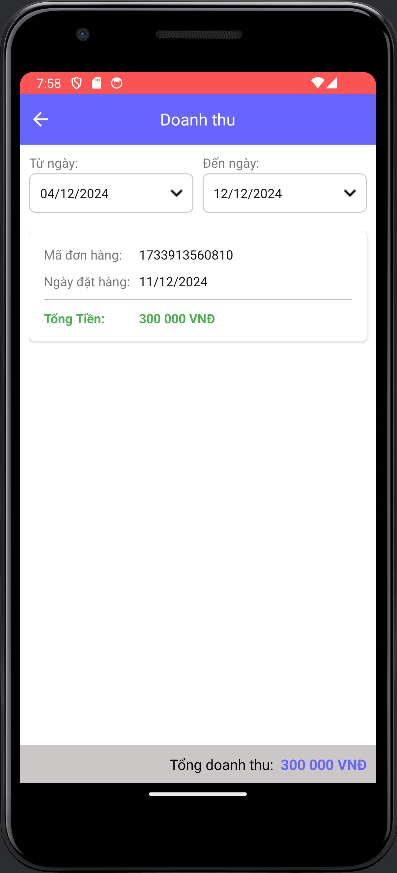 7:58
Doanh thu
Từ ngày: Đến ngày:
04/12/2024 12/12/2024
Mã đơn hàng: 1733913560810
Ngày đặt hàng: 11/12/2024
Tổng Tiền: 300 000 VNĐ
Tổng doanh thu: 300 000 VNĐ